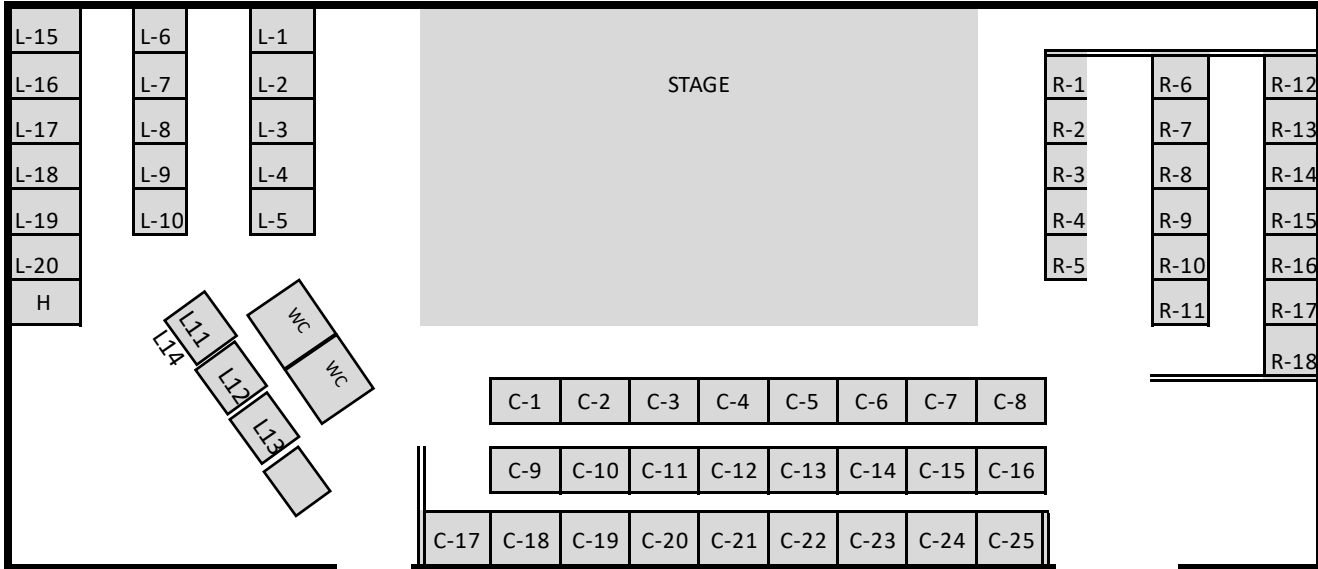 L-15 L-6 L-1
L-16 L-7 L-2 STAGE R-1 R-6 R-12
L-17 L-8 L-3 R-2 R-7 R-13
L-18 L-9 L-4 R-3 R-8 R-14
L-19 L-10 L-5 R-4 R-9 R-15
L-20 R-5 R-10 R-16
H R-11 R-17
L11 WC
L14
L12 WC R-18
L13
C-1 C-2 C-3 C-4 C-5 C-6 C-7 C-8
C-9 C-10 C-11 C-12 C-13 C-14 C-15 C-16
C-17 C-18 C-19 C-20 C-21 C-22 C-23 C-24 C-25